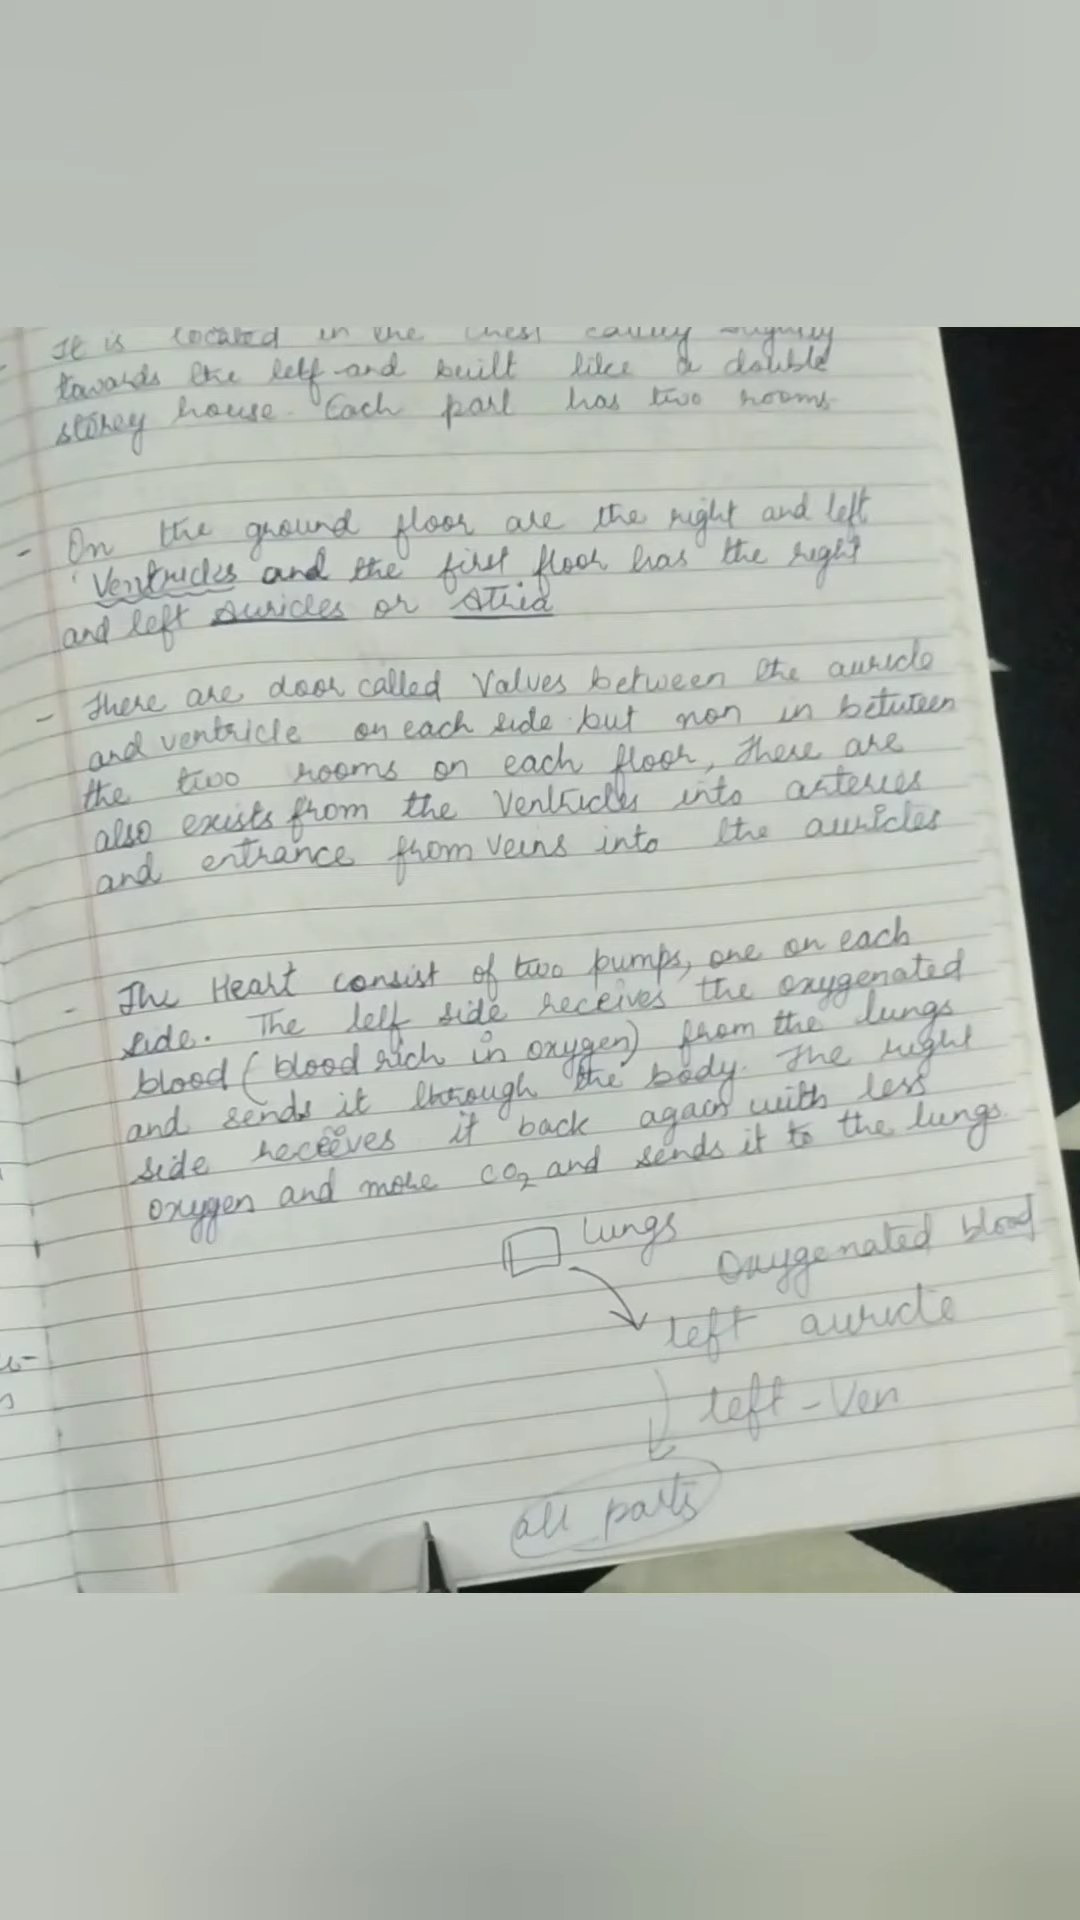 It is located in the chest cavity slightly
towards the left and built like a double
storey house. Each part has two rooms
- On the ground floor are the right and left
Ventricles and the first floor has the right
and left auricles or atria
- There are door called Valves between the auricle
and ventricle on each side but non in between
the two rooms on each floor, There are
also exists from the Ventricles into arteries
and entrance from veins into the auricles
- The Heart consist of two pumps, one on each
side. The left side receives the oxygenated
blood (blood rich in oxygen) from the lungs
and sends it through the body. The right
side receives it back again with less
oxygen and more CO2 and sends it to the lungs
lungs
Oxygenated blood
left auricle
left - Ven
all parts